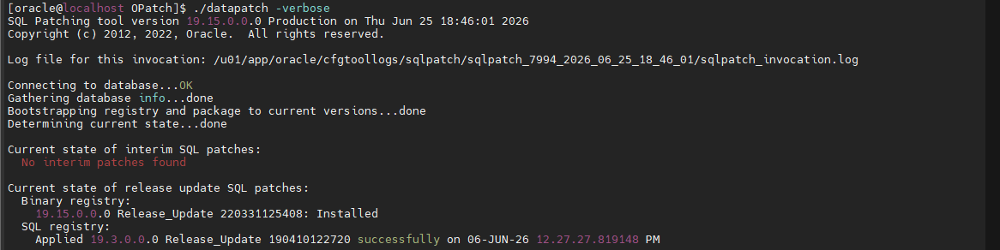 [oracle@localhost OPatch]$ ./datapatch -verbose
SQL Patching tool version 19.15.0.0.0 Production on Thu Jun 25 18:46:01 2026
Copyright (c) 2012, 2022, Oracle.  All rights reserved.
Log file for this invocation: /u01/app/oracle/cfgtoollogs/sqlpatch/sqlpatch_7994_2026_06_25_18_46_01/sqlpatch_invocation.log
Connecting to database...OK
Gathering database info...done
Bootstrapping registry and package to current versions...done
Determining current state...done
Current state of interim SQL patches:
  No interim patches found
Current state of release update SQL patches:
  Binary registry:
    19.15.0.0.0 Release_Update 220331125408: Installed
  SQL registry:
    Applied 19.3.0.0.0 Release_Update 190410122720 successfully on 06-JUN-26 12.27.27.819148 PM